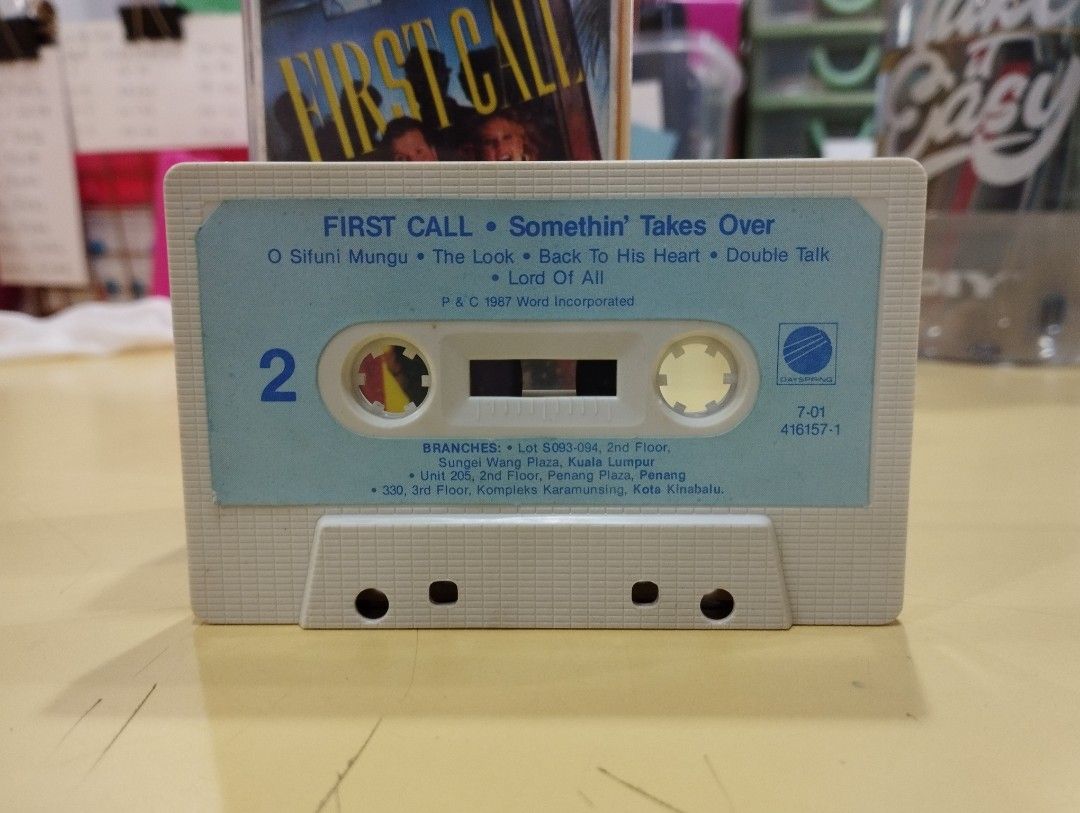 FIRST CALL
FIRST CALL • Somethin' Takes Over
O Sifuni Mungu • The Look • Back To His Heart • Double Talk
• Lord Of All
P & C 1987 Word Incorporated
2
DAYSPRING
7-01
416157-1
BRANCHES: • Lot S093-094, 2nd Floor,
Sungei Wang Plaza, Kuala Lumpur
• Unit 205, 2nd Floor, Penang Plaza, Penang
• 330, 3rd Floor, Kompleks Karamunsing, Kota Kinabalu.
Easy